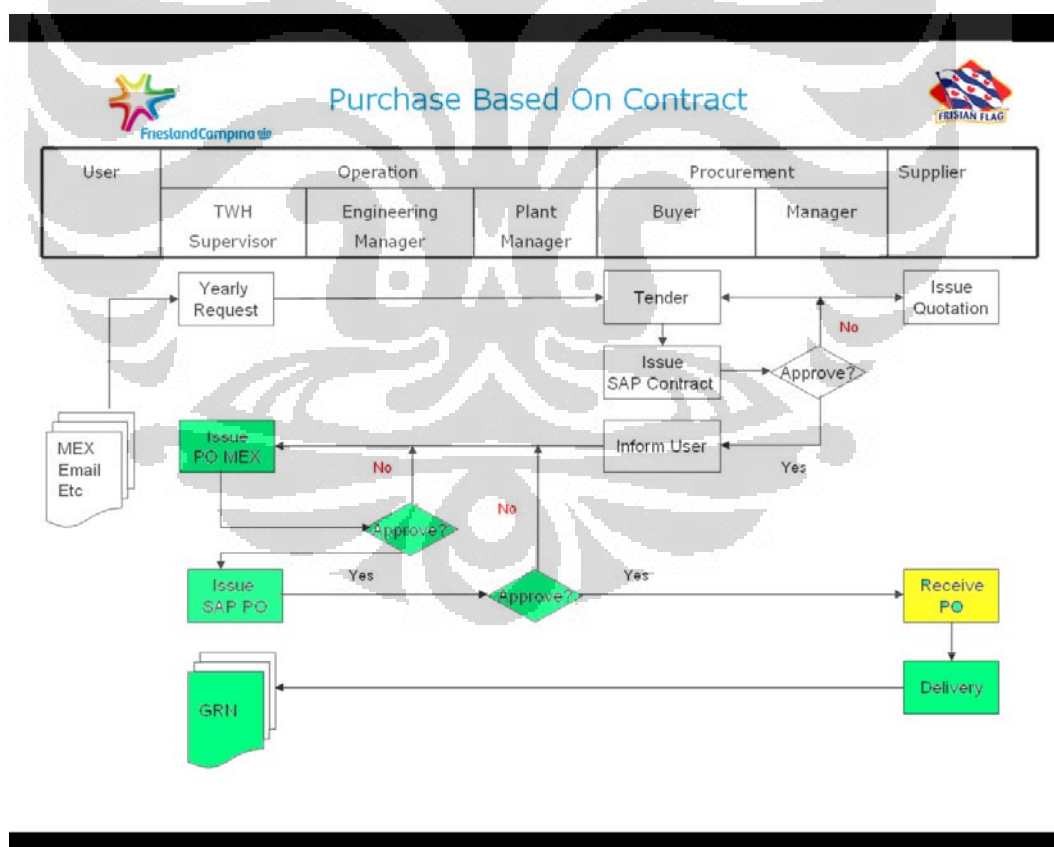 Purchase Based On Contract
FrieslandCampina
FRISIAN FLAG
User
Operation
Procurement
Supplier
TWH
Supervisor
Engineering
Manager
Plant
Manager
Buyer
Manager
Yearly
Request
Tender
Issue
Quotation
No
Issue
SAP Contract
Approve?
MEX
Email
Etc
Issue
PO MEX
Inform User
No
Yes
No
Approve?
Issue
SAP PO
Yes
Approve?
Yes
Receive
PO
GRN
Delivery